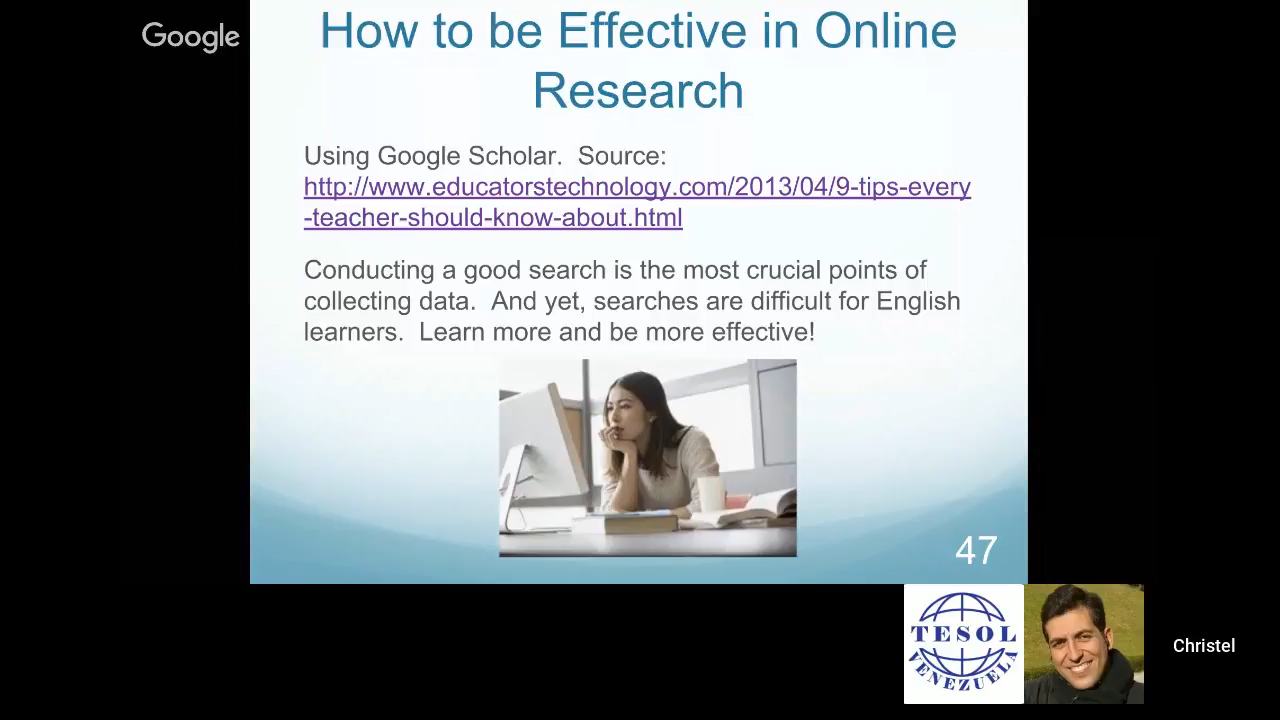 Google
How to be Effective in Online
Research
Using Google Scholar.  Source:
http://www.educatorstechnology.com/2013/04/9-tips-every
-teacher-should-know-about.html
Conducting a good search is the most crucial points of
collecting data.  And yet, searches are difficult for English
learners.  Learn more and be more effective!
47
TESOL
VENEZUELA
Christel